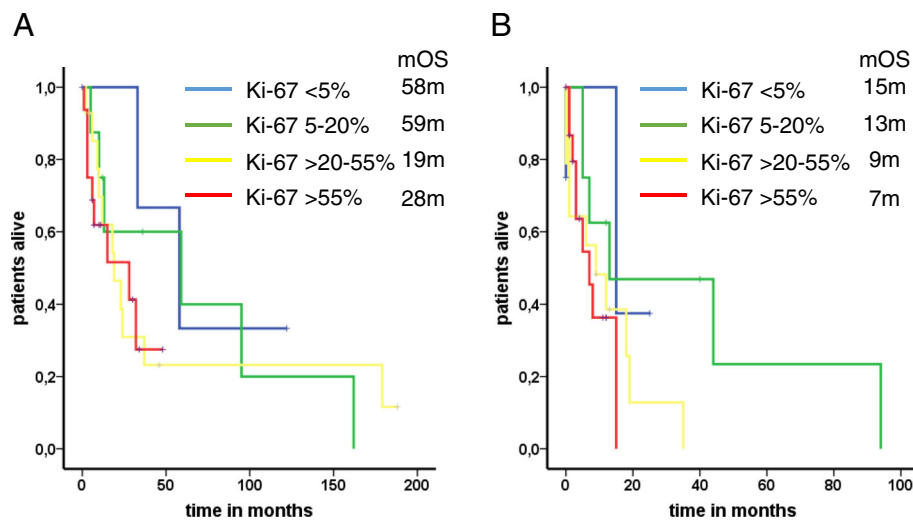 A
mOS
Ki-67 <5% 58m
Ki-67 5-20% 59m
Ki-67 >20-55% 19m
Ki-67 >55% 28m
patients alive
1,0
0,8
0,6
0,4
0,2
0,0
0 50 100 150 200
time in months
B
mOS
Ki-67 <5% 15m
Ki-67 5-20% 13m
Ki-67 >20-55% 9m
Ki-67 >55% 7m
patients alive
1,0
0,8
0,6
0,4
0,2
0,0
0 20 40 60 80 100
time in months